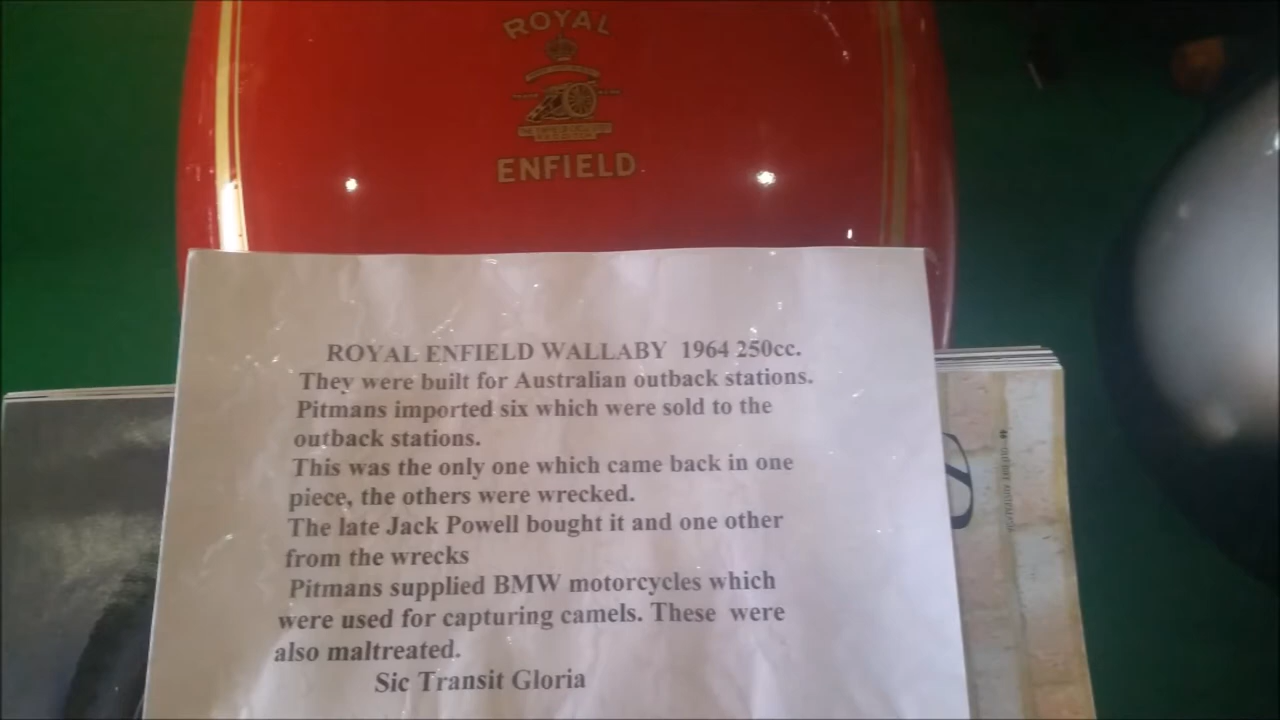 ROYAL
ENFIELD
ROYAL ENFIELD WALLABY 1964 250cc.
They were built for Australian outback stations.
Pitmans imported six which were sold to the
outback stations.
This was the only one which came back in one
piece, the others were wrecked.
The late Jack Powell bought it and one other
from the wrecks
Pitmans supplied BMW motorcycles which
were used for capturing camels. These were
also maltreated.
Sic Transit Gloria